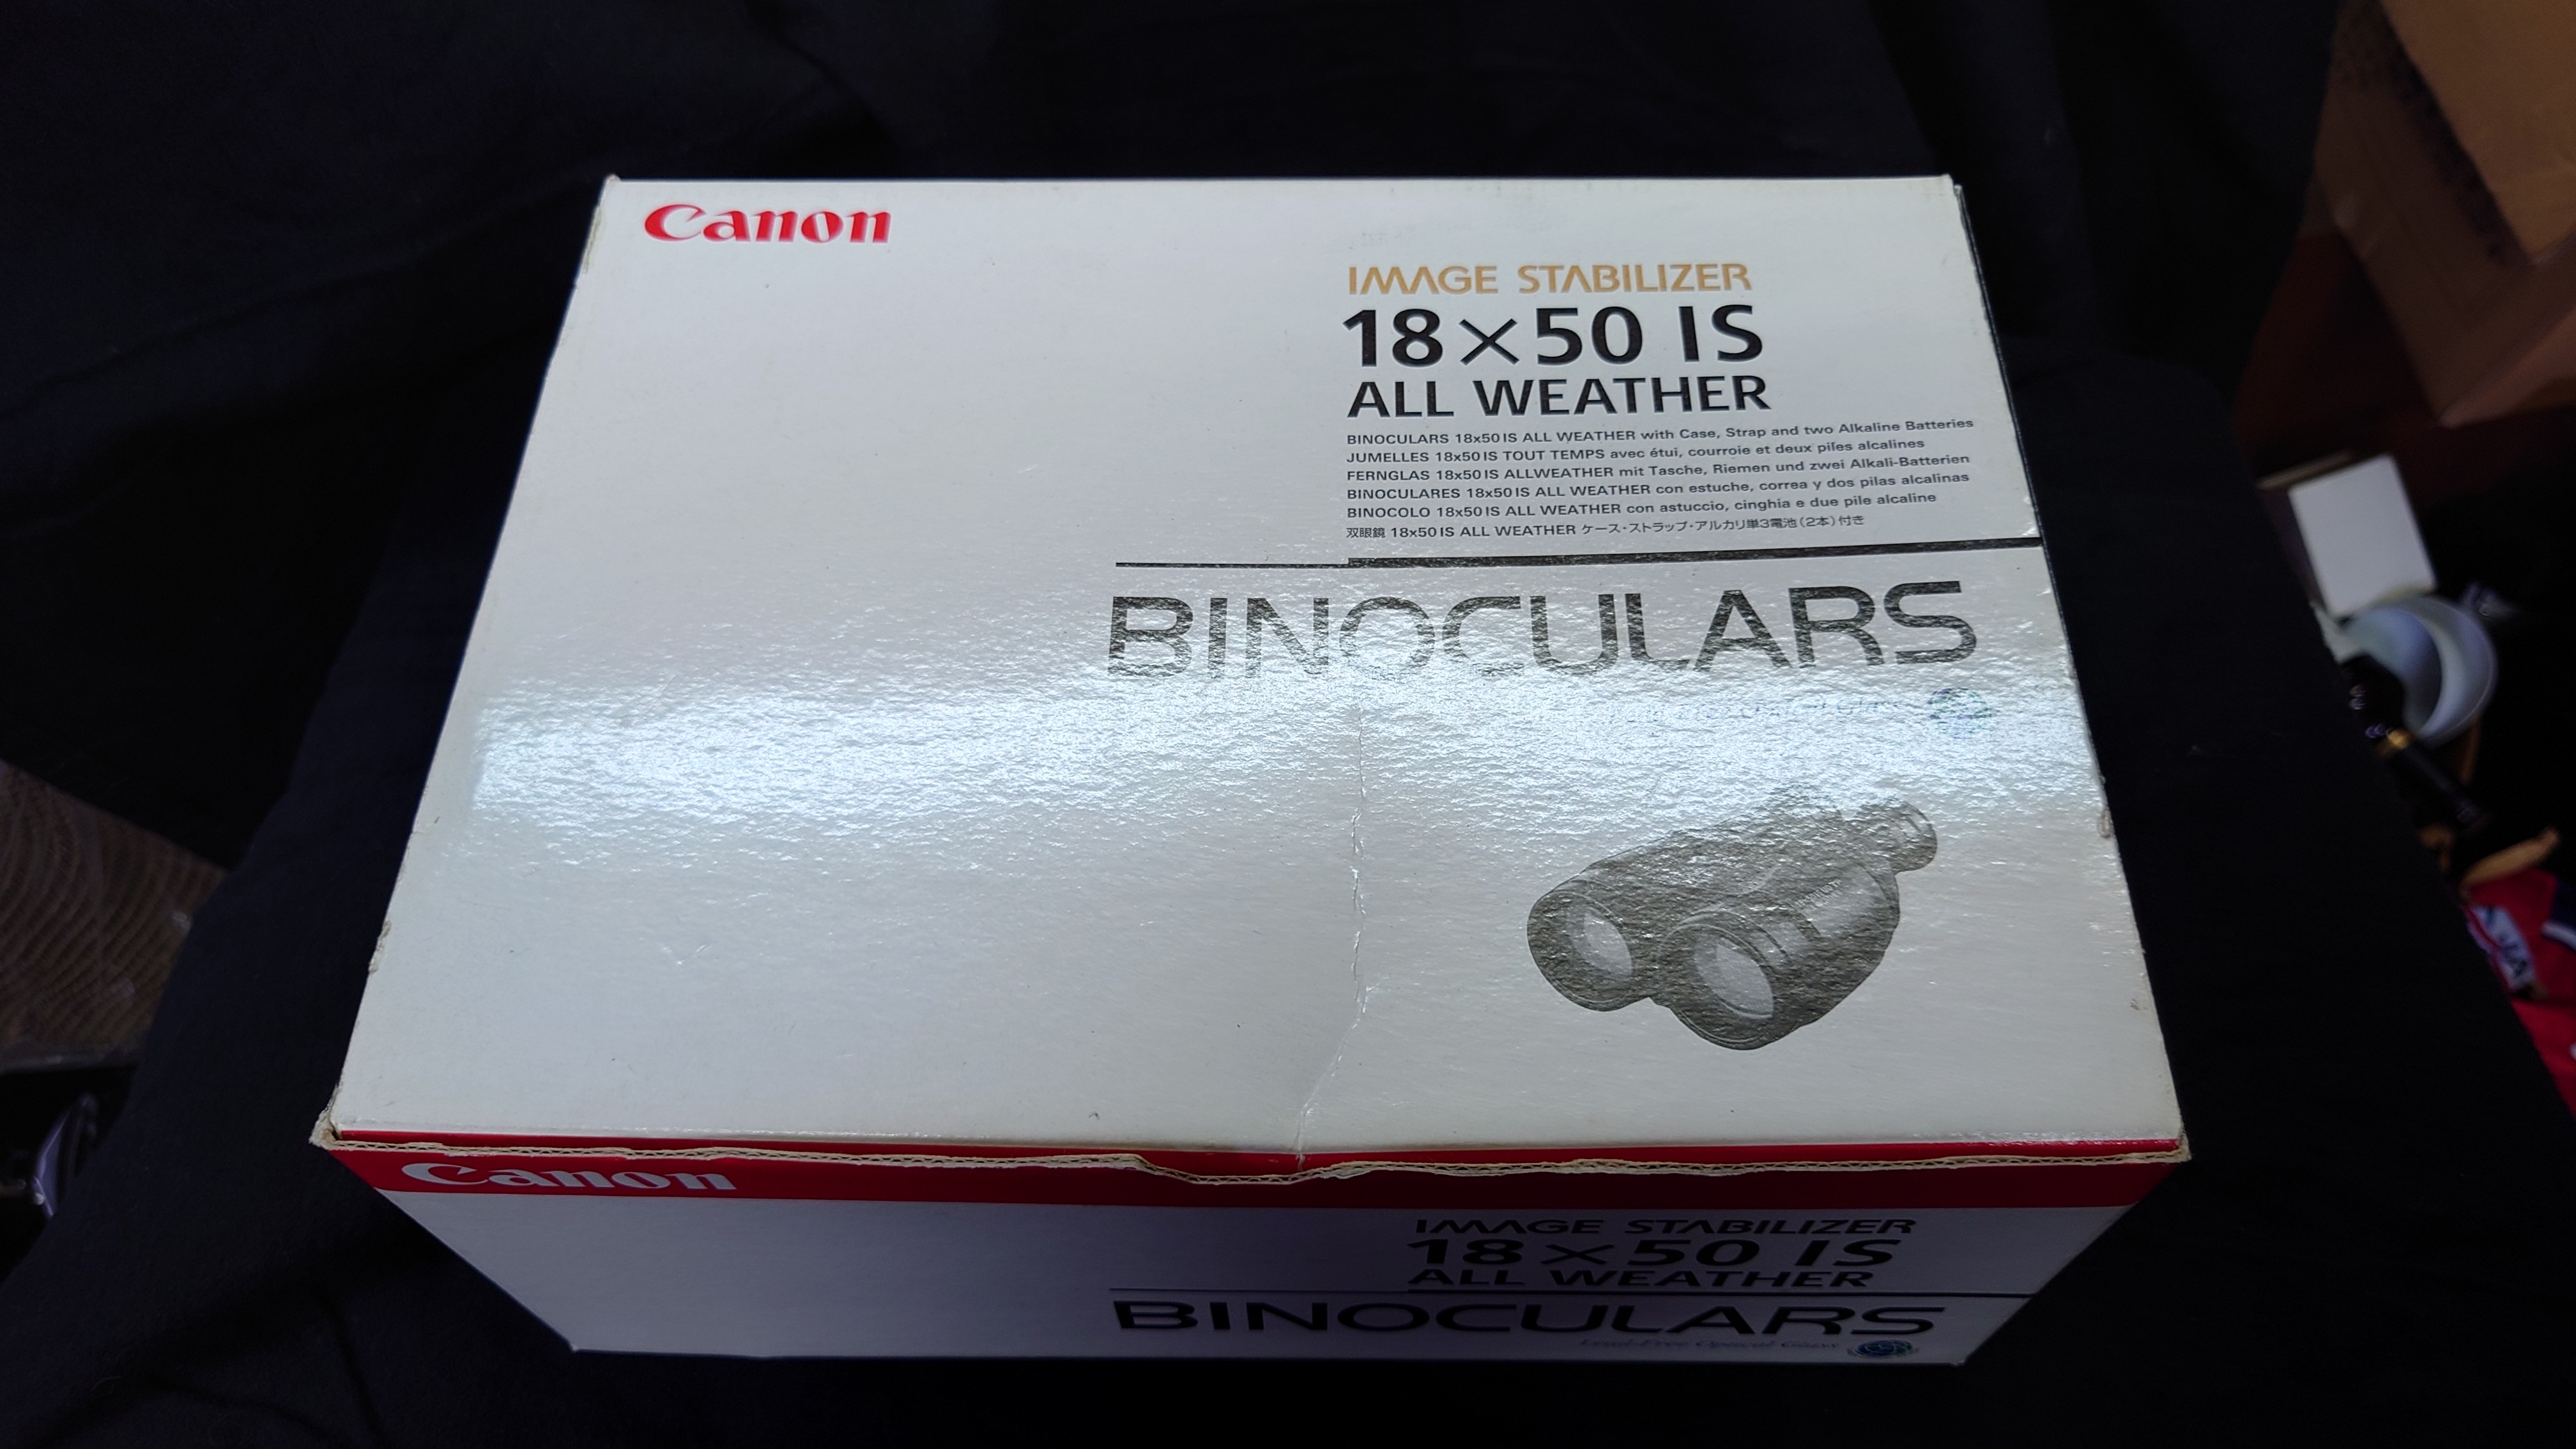 Canon
IMAGE STABILIZER
18×50 IS
ALL WEATHER
BINOCULARS 18x50 IS ALL WEATHER with Case, Strap and two Alkaline Batteries
JUMELLES 18x50 IS TOUT TEMPS avec étui, courroie et deux piles alcalines
FERNGLAS 18x50 IS ALLWEATHER mit Tasche, Riemen und zwei Alkali-Batterien
BINOCULARES 18x50 IS ALL WEATHER con estuche, correa y dos pilas alcalinas
BINOCOLO 18x50 IS ALL WEATHER con astuccio, cinghia e due pile alcaline
双眼鏡 18x50 IS ALL WEATHER ケース・ストラップ・アルカリ単3電池(2本)付き
BINOCULARS
Canon
IMAGE STABILIZER
18×50 IS
ALL WEATHER
BINOCULARS
Lead-Free Optical Glass